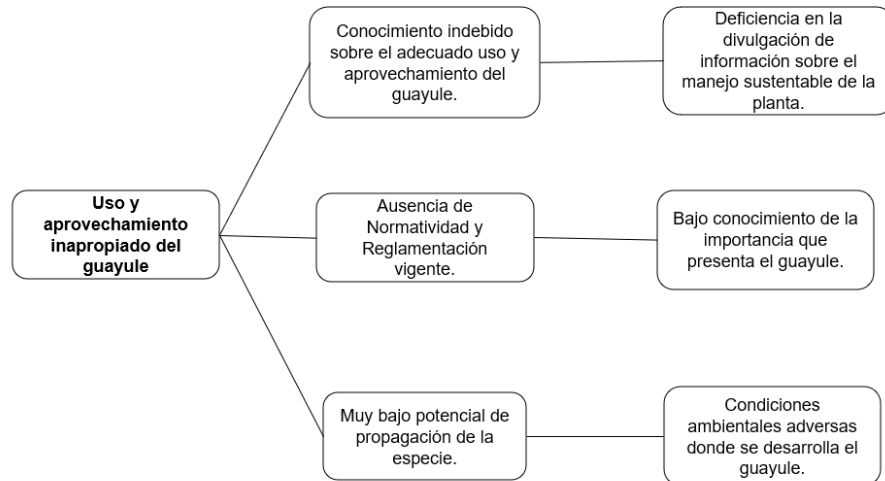 Conocimiento indebido
sobre el adecuado uso y
aprovechamiento del
guayule.
Deficiencia en la
divulgación de
información sobre el
manejo sustentable de la
planta.
Uso y
aprovechamiento
inapropiado del
guayule
Ausencia de
Normatividad y
Reglamentación
vigente.
Bajo conocimiento de la
importancia que
presenta el guayule.
Muy bajo potencial de
propagación de la
especie.
Condiciones
ambientales adversas
donde se desarrolla el
guayule.